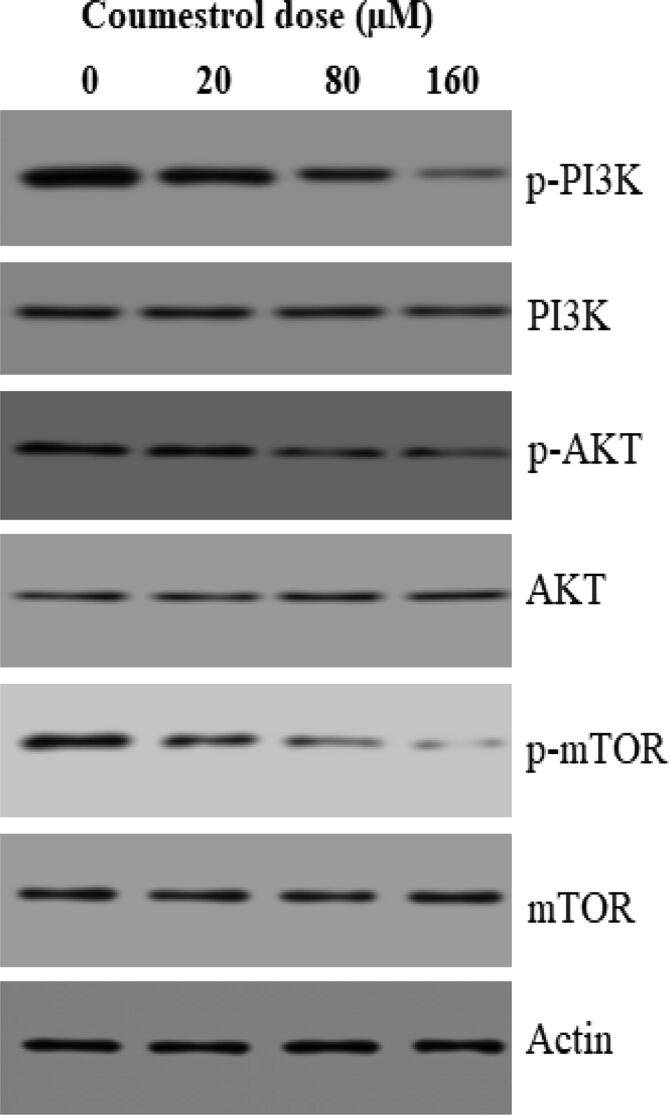 Coumestrol dose (μM)
0 20 80 160
p-PI3K
PI3K
p-AKT
AKT
p-mTOR
mTOR
Actin